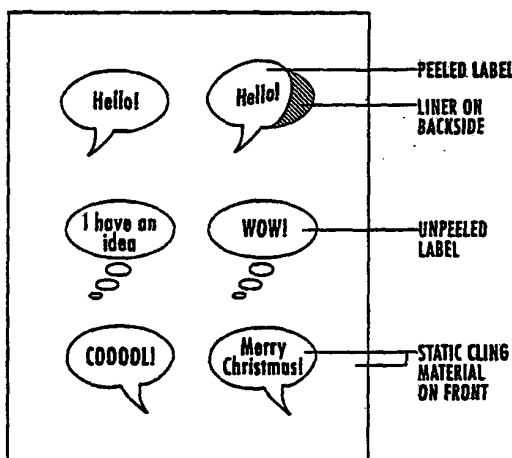 Hello!
Hello!
PEELED LABEL
LINER ON
BACKSIDE
I have an
idea
WOW!
UNPEELED
LABEL
COOOOL!
Merry
Christmas!
STATIC CLING
MATERIAL
ON FRONT